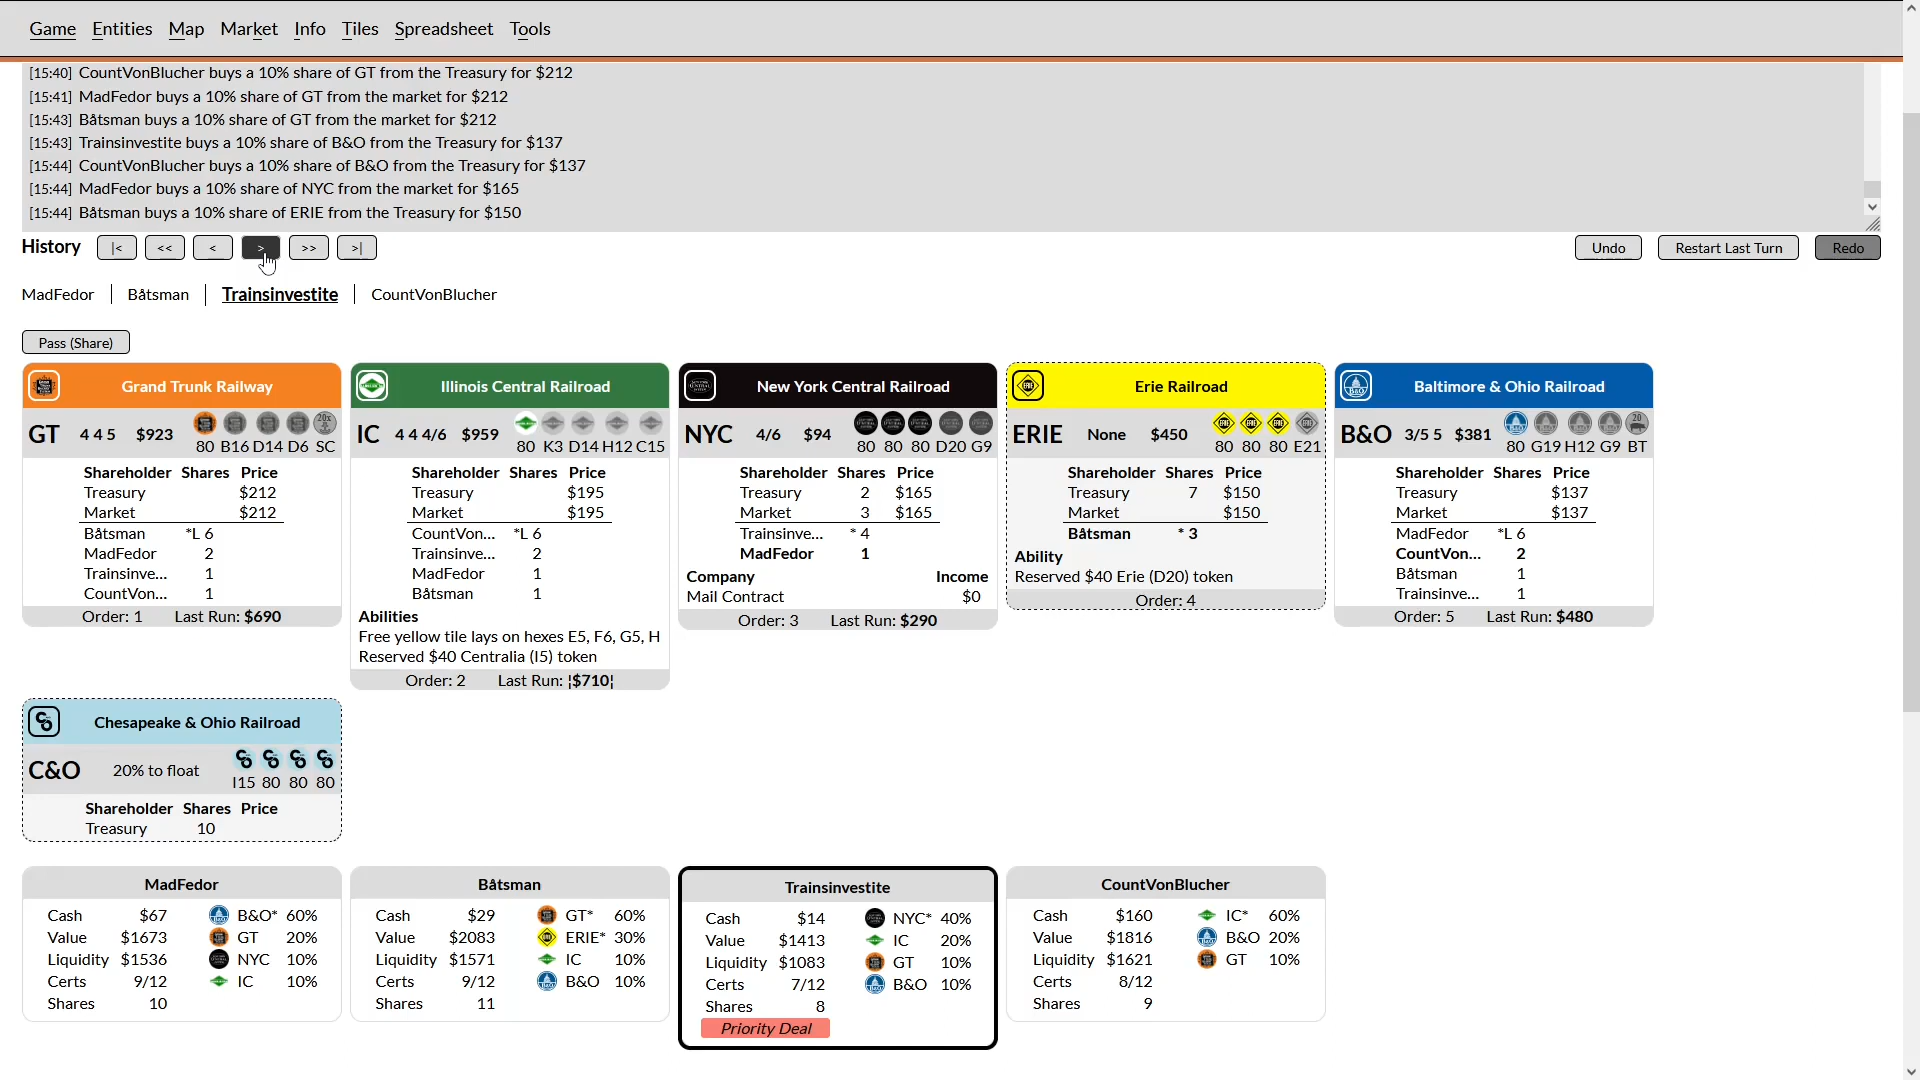 Game Entities Map Market Info Tiles Spreadsheet Tools
[15:40] CountVonBlucher buys a 10% share of GT from the Treasury for $212
[15:41] MadFedor buys a 10% share of GT from the market for $212
[15:43] Båtsman buys a 10% share of GT from the market for $212
[15:43] Trainsinvestite buys a 10% share of B&O from the Treasury for $137
[15:44] CountVonBlucher buys a 10% share of B&O from the Treasury for $137
[15:44] MadFedor buys a 10% share of NYC from the market for $165
[15:44] Båtsman buys a 10% share of ERIE from the Treasury for $150
History |< << < > >> >| Undo Restart Last Turn Redo
MadFedor Båtsman Trainsinvestite CountVonBlucher
Pass (Share)
Grand Trunk Railway
GT 4 4 5 $923 80 B16 D14 D6 SC
20x
Shareholder Shares Price
Treasury $212
Market $212
Båtsman *L 6
MadFedor 2
Trainsinve... 1
CountVon... 1
Order: 1 Last Run: $690
Illinois Central Railroad
IC 4 4 4/6 $959 80 K3 D14 H12 C15
Shareholder Shares Price
Treasury $195
Market $195
CountVon... *L 6
Trainsinve... 2
MadFedor 1
Båtsman 1
Abilities
Free yellow tile lays on hexes E5, F6, G5, H
Reserved $40 Centralia (I5) token
Order: 2 Last Run: ¦$710¦
New York Central Railroad
NYC 4/6 $94 80 80 80 D20 G9
Shareholder Shares Price
Treasury 2 $165
Market 3 $165
Trainsinve... * 4
MadFedor 1
Company Income
Mail Contract $0
Order: 3 Last Run: $290
Erie Railroad
ERIE None $450 80 80 80 E21
Shareholder Shares Price
Treasury 7 $150
Market $150
Båtsman * 3
Ability
Reserved $40 Erie (D20) token
Order: 4
Baltimore & Ohio Railroad
B&O 3/5 5 $381 80 G19 H12 G9 BT
20
Shareholder Shares Price
Treasury $137
Market $137
MadFedor *L 6
CountVon... 2
Båtsman 1
Trainsinve... 1
Order: 5 Last Run: $480
Chesapeake & Ohio Railroad
C&O 20% to float I15 80 80 80
Shareholder Shares Price
Treasury 10
MadFedor
Cash $67 B&O* 60%
Value $1673 GT 20%
Liquidity $1536 NYC 10%
Certs 9/12 IC 10%
Shares 10
Båtsman
Cash $29 GT* 60%
Value $2083 ERIE* 30%
Liquidity $1571 IC 10%
Certs 9/12 B&O 10%
Shares 11
Trainsinvestite
Cash $14 NYC* 40%
Value $1413 IC 20%
Liquidity $1083 GT 10%
Certs 7/12 B&O 10%
Shares 8
Priority Deal
CountVonBlucher
Cash $160 IC* 60%
Value $1816 B&O 20%
Liquidity $1621 GT 10%
Certs 8/12
Shares 9